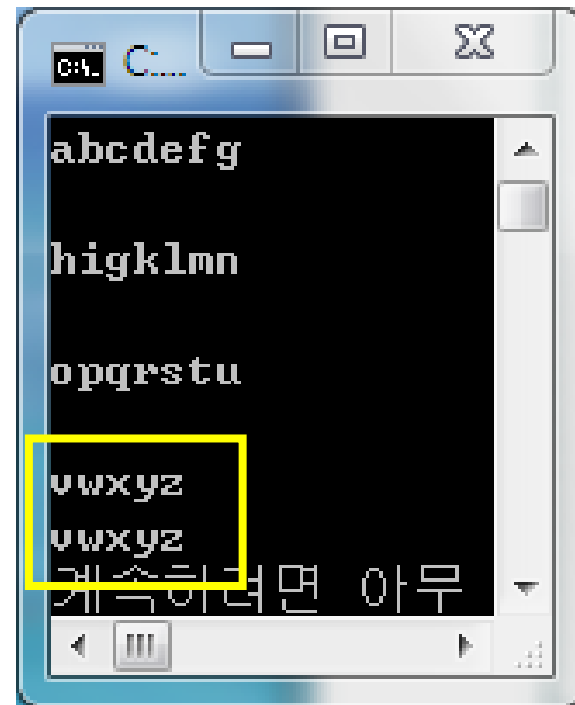 C:\_ C:...
abcdefg
higklmn
opqrstu
vwxyz
vwxyz
계속하려면 아무